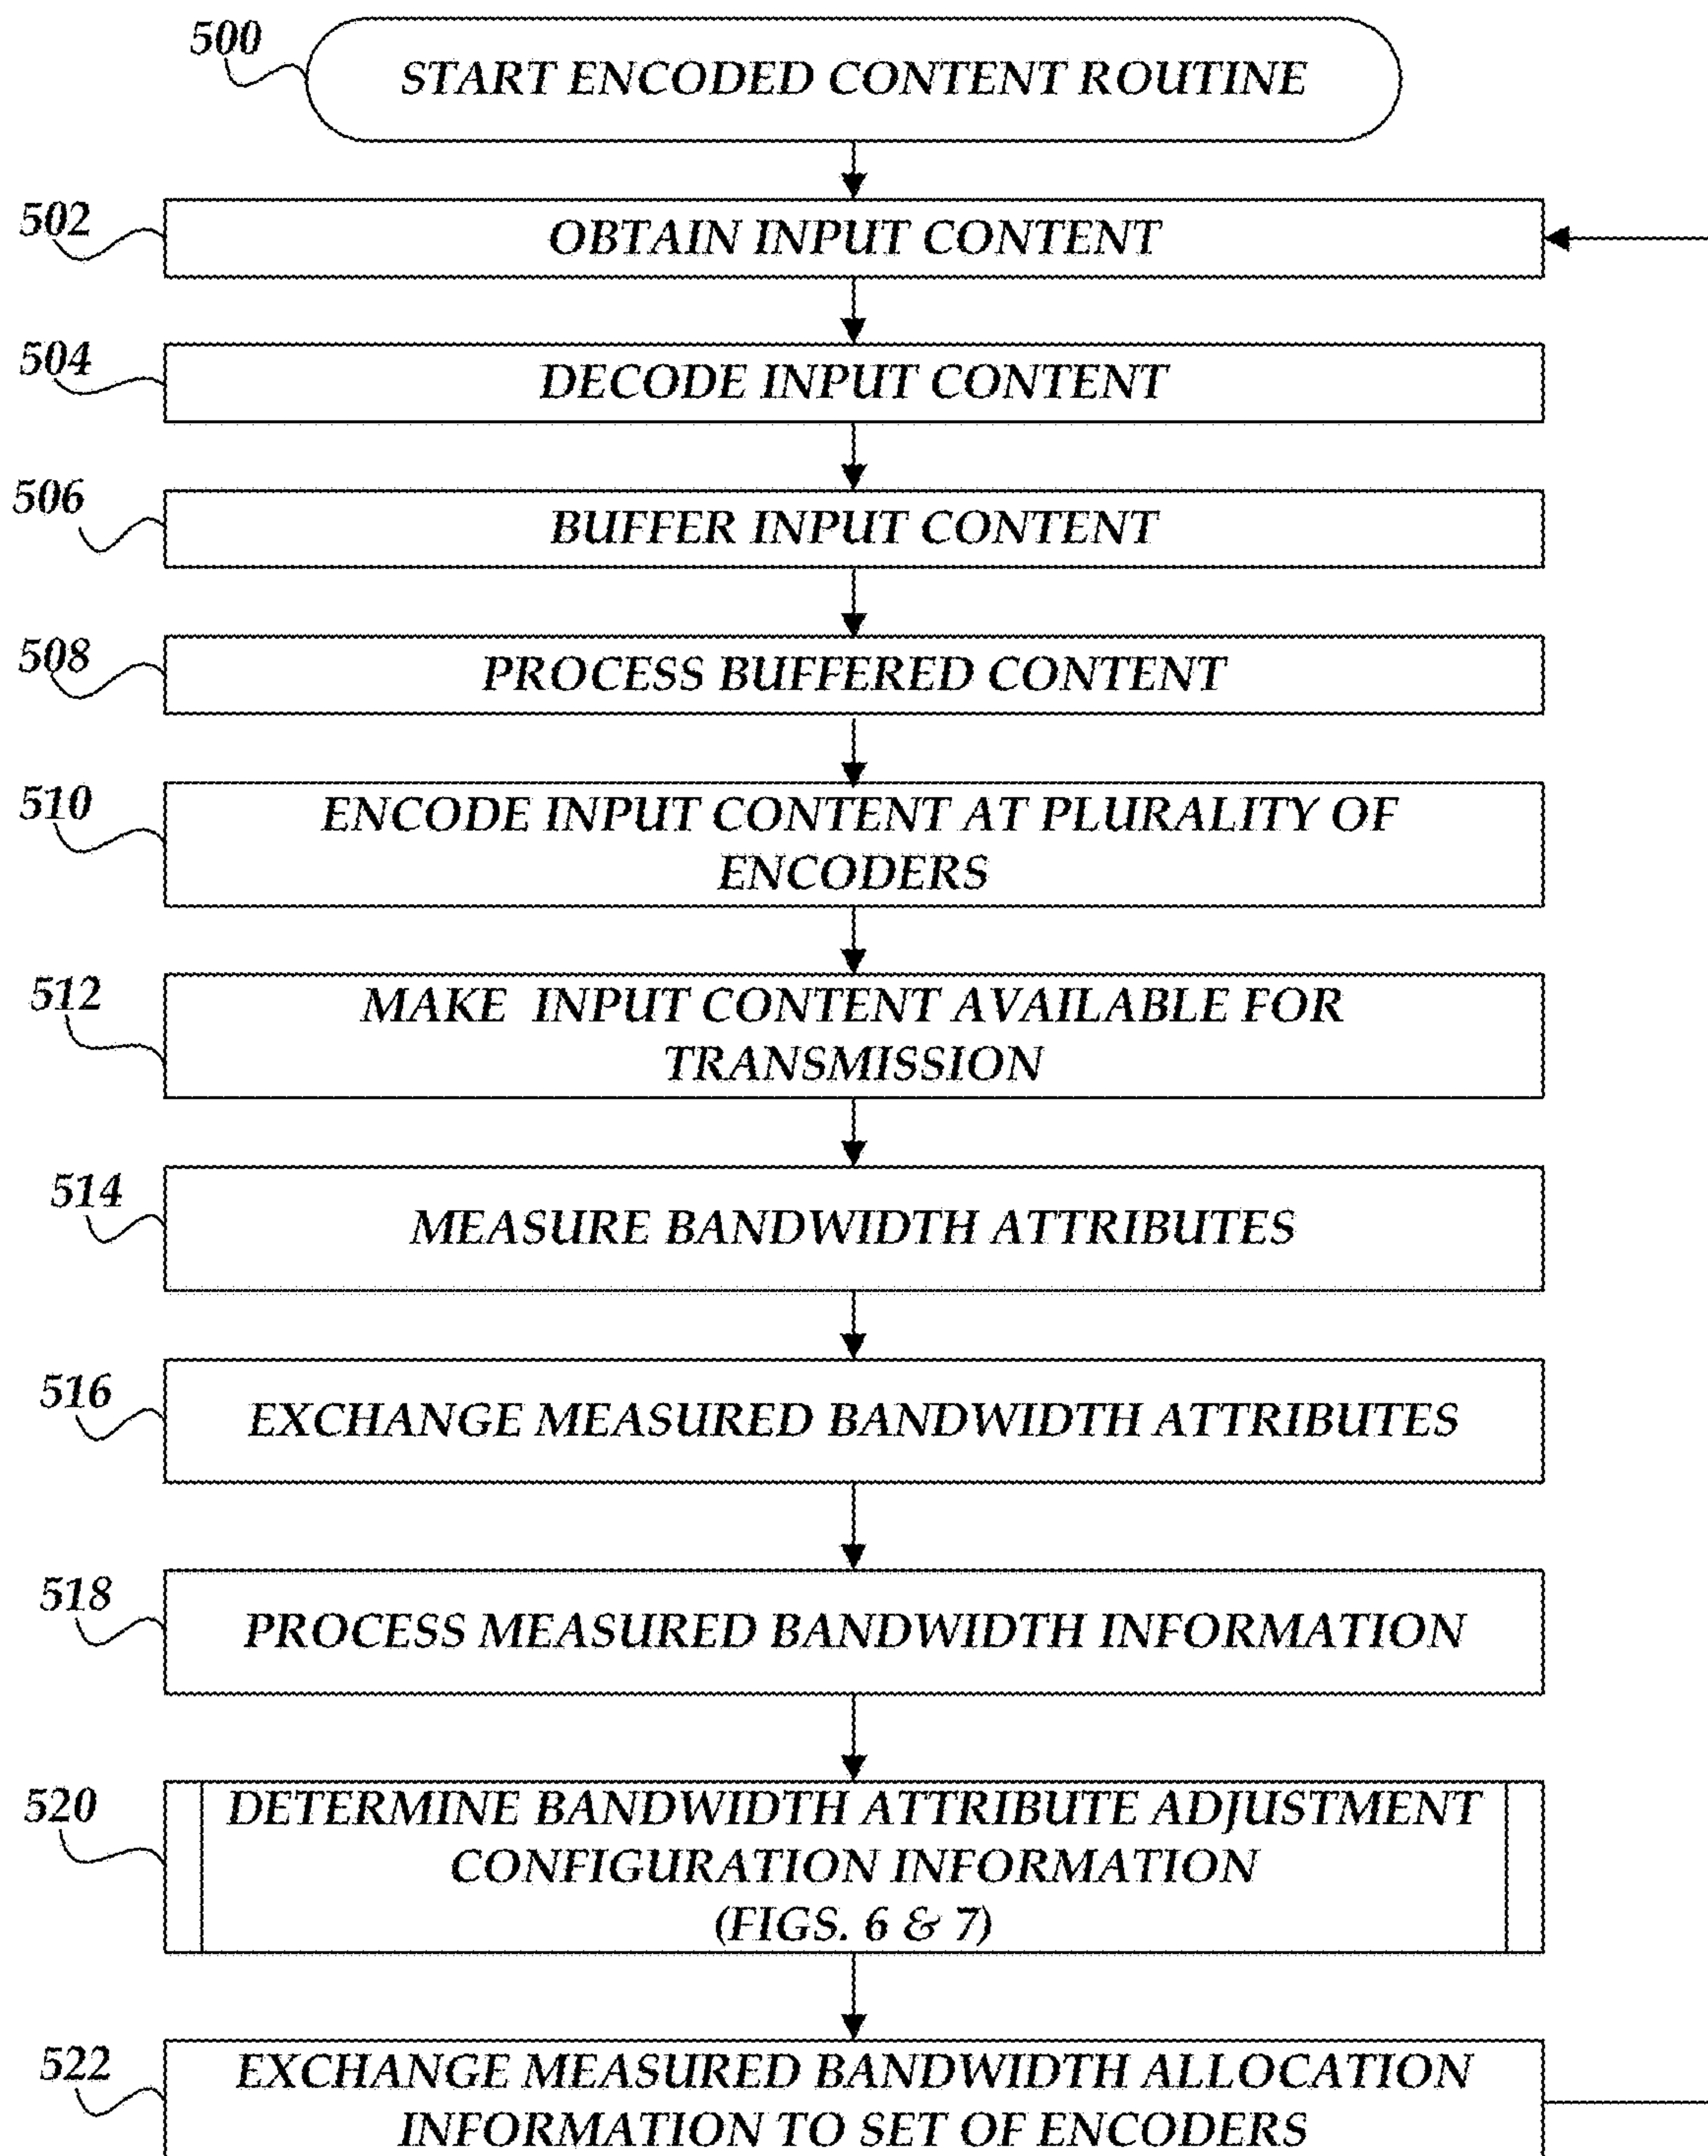 500
START ENCODED CONTENT ROUTINE
502
OBTAIN INPUT CONTENT
504
DECODE INPUT CONTENT
506
BUFFER INPUT CONTENT
508
PROCESS BUFFERED CONTENT
510
ENCODE INPUT CONTENT AT PLURALITY OF
ENCODERS
512
MAKE INPUT CONTENT AVAILABLE FOR
TRANSMISSION
514
MEASURE BANDWIDTH ATTRIBUTES
516
EXCHANGE MEASURED BANDWIDTH ATTRIBUTES
518
PROCESS MEASURED BANDWIDTH INFORMATION
520
DETERMINE BANDWIDTH ATTRIBUTE ADJUSTMENT
CONFIGURATION INFORMATION
(FIGS. 6 & 7)
522
EXCHANGE MEASURED BANDWIDTH ALLOCATION
INFORMATION TO SET OF ENCODERS